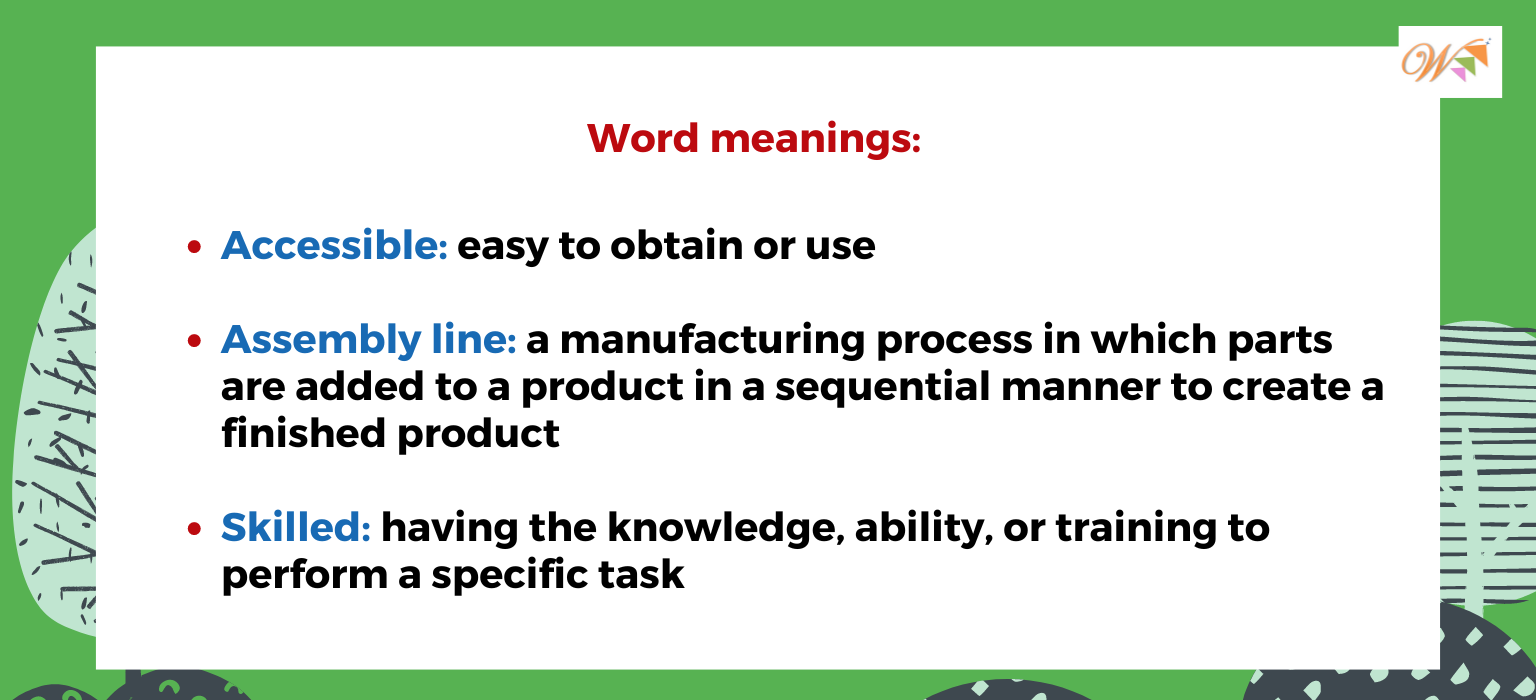 W
Word meanings:
• Accessible: easy to obtain or use
• Assembly line: a manufacturing process in which parts
are added to a product in a sequential manner to create a
finished product
• Skilled: having the knowledge, ability, or training to
perform a specific task